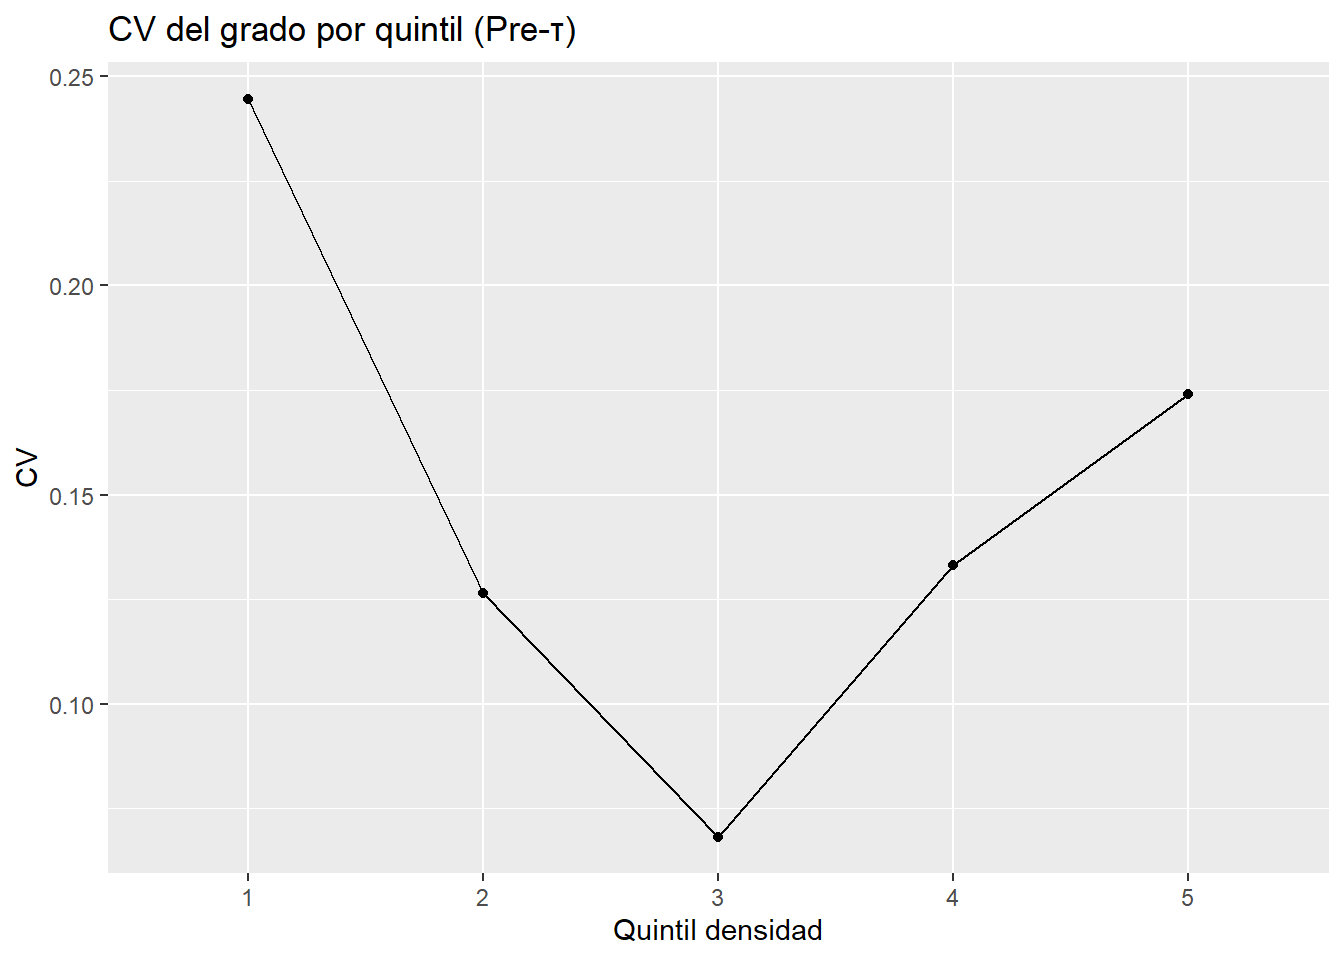 CV del grado por quintil (Pre-τ)
0.25
0.20
0.15
0.10
CV
1 2 3 4 5
Quintil densidad